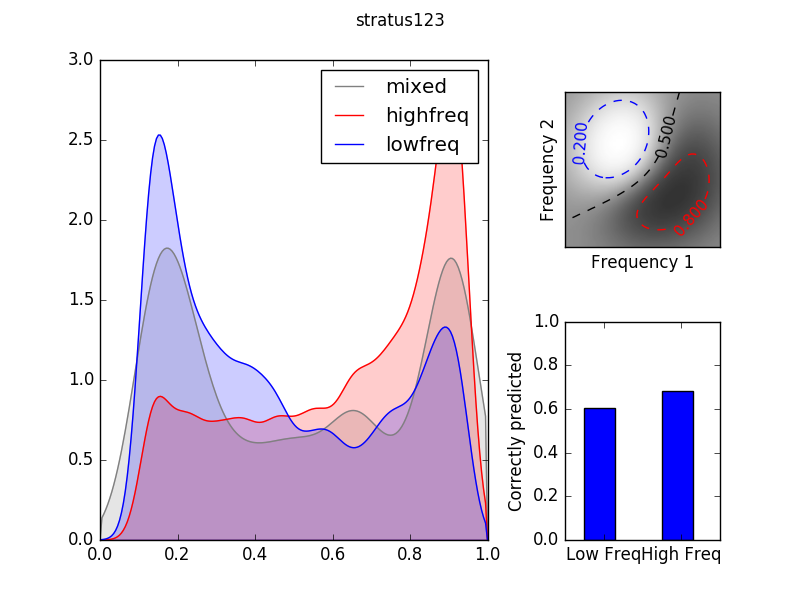 stratus123
3.0
2.5
2.0
1.5
1.0
0.5
0.0
0.0 0.2 0.4 0.6 0.8 1.0
mixed
highfreq
lowfreq
Frequency 2
0.200
0.500
0.800
Frequency 1
Correctly predicted
1.0
0.8
0.6
0.4
0.2
0.0
Low Freq High Freq